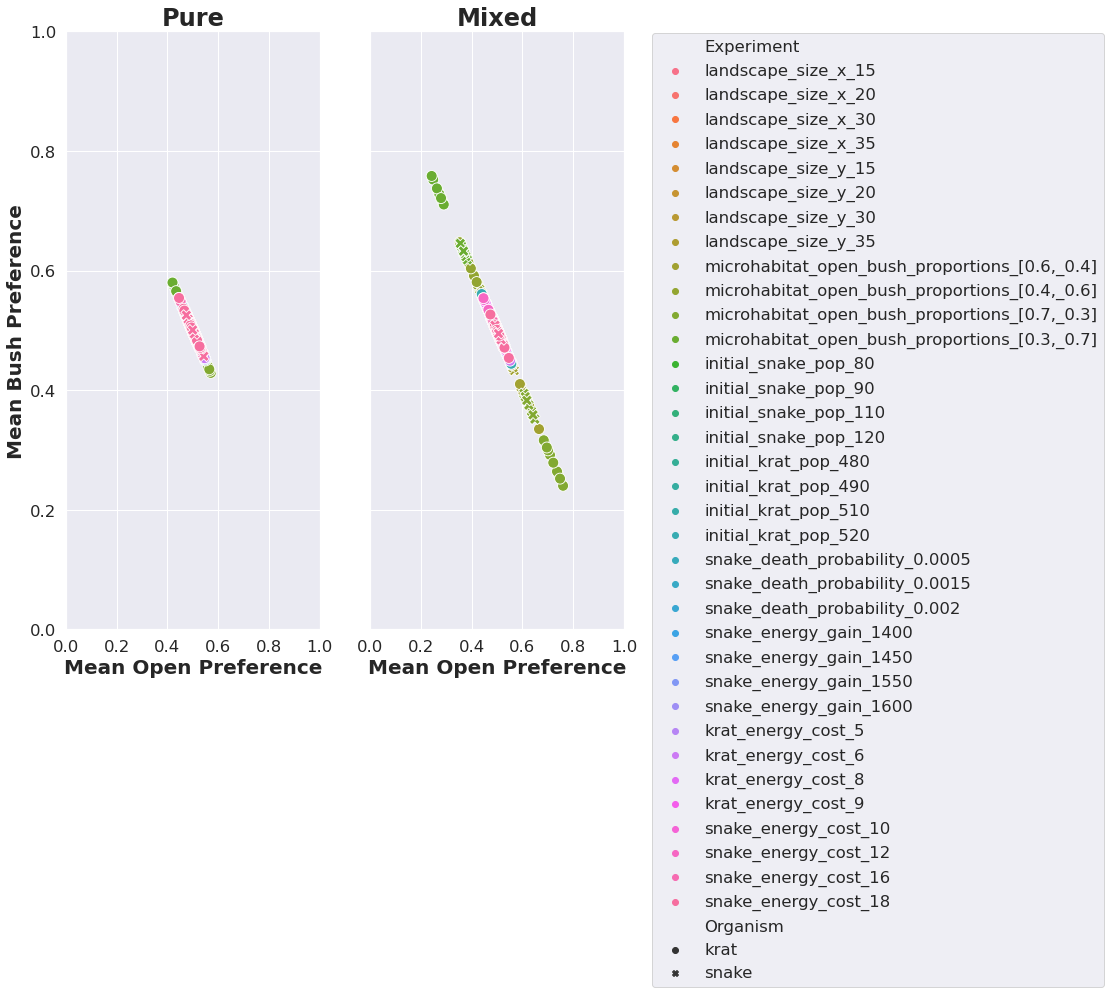 Pure
Mixed
Mean Bush Preference
1.0
0.8
0.6
0.4
0.2
0.0
0.0 0.2 0.4 0.6 0.8 1.0
0.0 0.2 0.4 0.6 0.8 1.0
Mean Open Preference
Mean Open Preference
Experiment
landscape_size_x_15
landscape_size_x_20
landscape_size_x_30
landscape_size_x_35
landscape_size_y_15
landscape_size_y_20
landscape_size_y_30
landscape_size_y_35
microhabitat_open_bush_proportions_[0.6,_0.4]
microhabitat_open_bush_proportions_[0.4,_0.6]
microhabitat_open_bush_proportions_[0.7,_0.3]
microhabitat_open_bush_proportions_[0.3,_0.7]
initial_snake_pop_80
initial_snake_pop_90
initial_snake_pop_110
initial_snake_pop_120
initial_krat_pop_480
initial_krat_pop_490
initial_krat_pop_510
initial_krat_pop_520
snake_death_probability_0.0005
snake_death_probability_0.0015
snake_death_probability_0.002
snake_energy_gain_1400
snake_energy_gain_1450
snake_energy_gain_1550
snake_energy_gain_1600
krat_energy_cost_5
krat_energy_cost_6
krat_energy_cost_8
krat_energy_cost_9
snake_energy_cost_10
snake_energy_cost_12
snake_energy_cost_16
snake_energy_cost_18
Organism
krat
snake